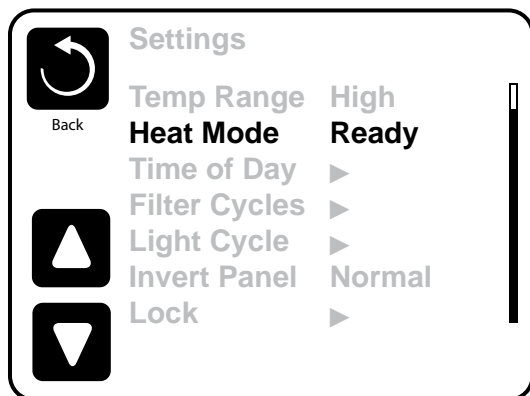 Settings
Back
Temp Range High
Heat Mode Ready
Time of Day ▶
Filter Cycles ▶
Light Cycle ▶
Invert Panel Normal
Lock ▶